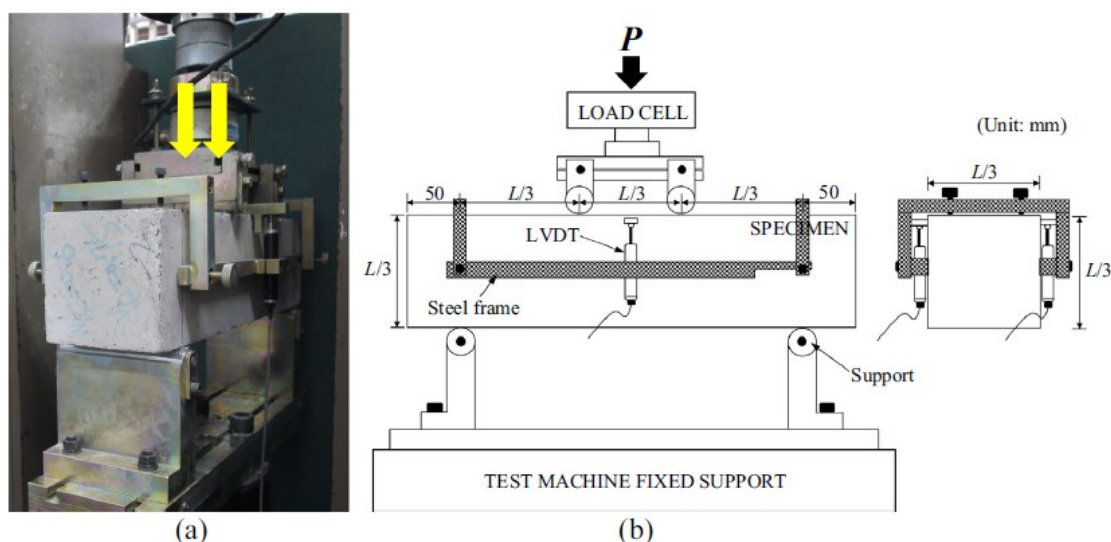 P
LOAD CELL
(Unit: mm)
50
L/3
L/3
L/3
50
L/3
LVDT
SPECIMEN
L/3
L/3
Steel frame
Support
TEST MACHINE FIXED SUPPORT
(a)
(b)